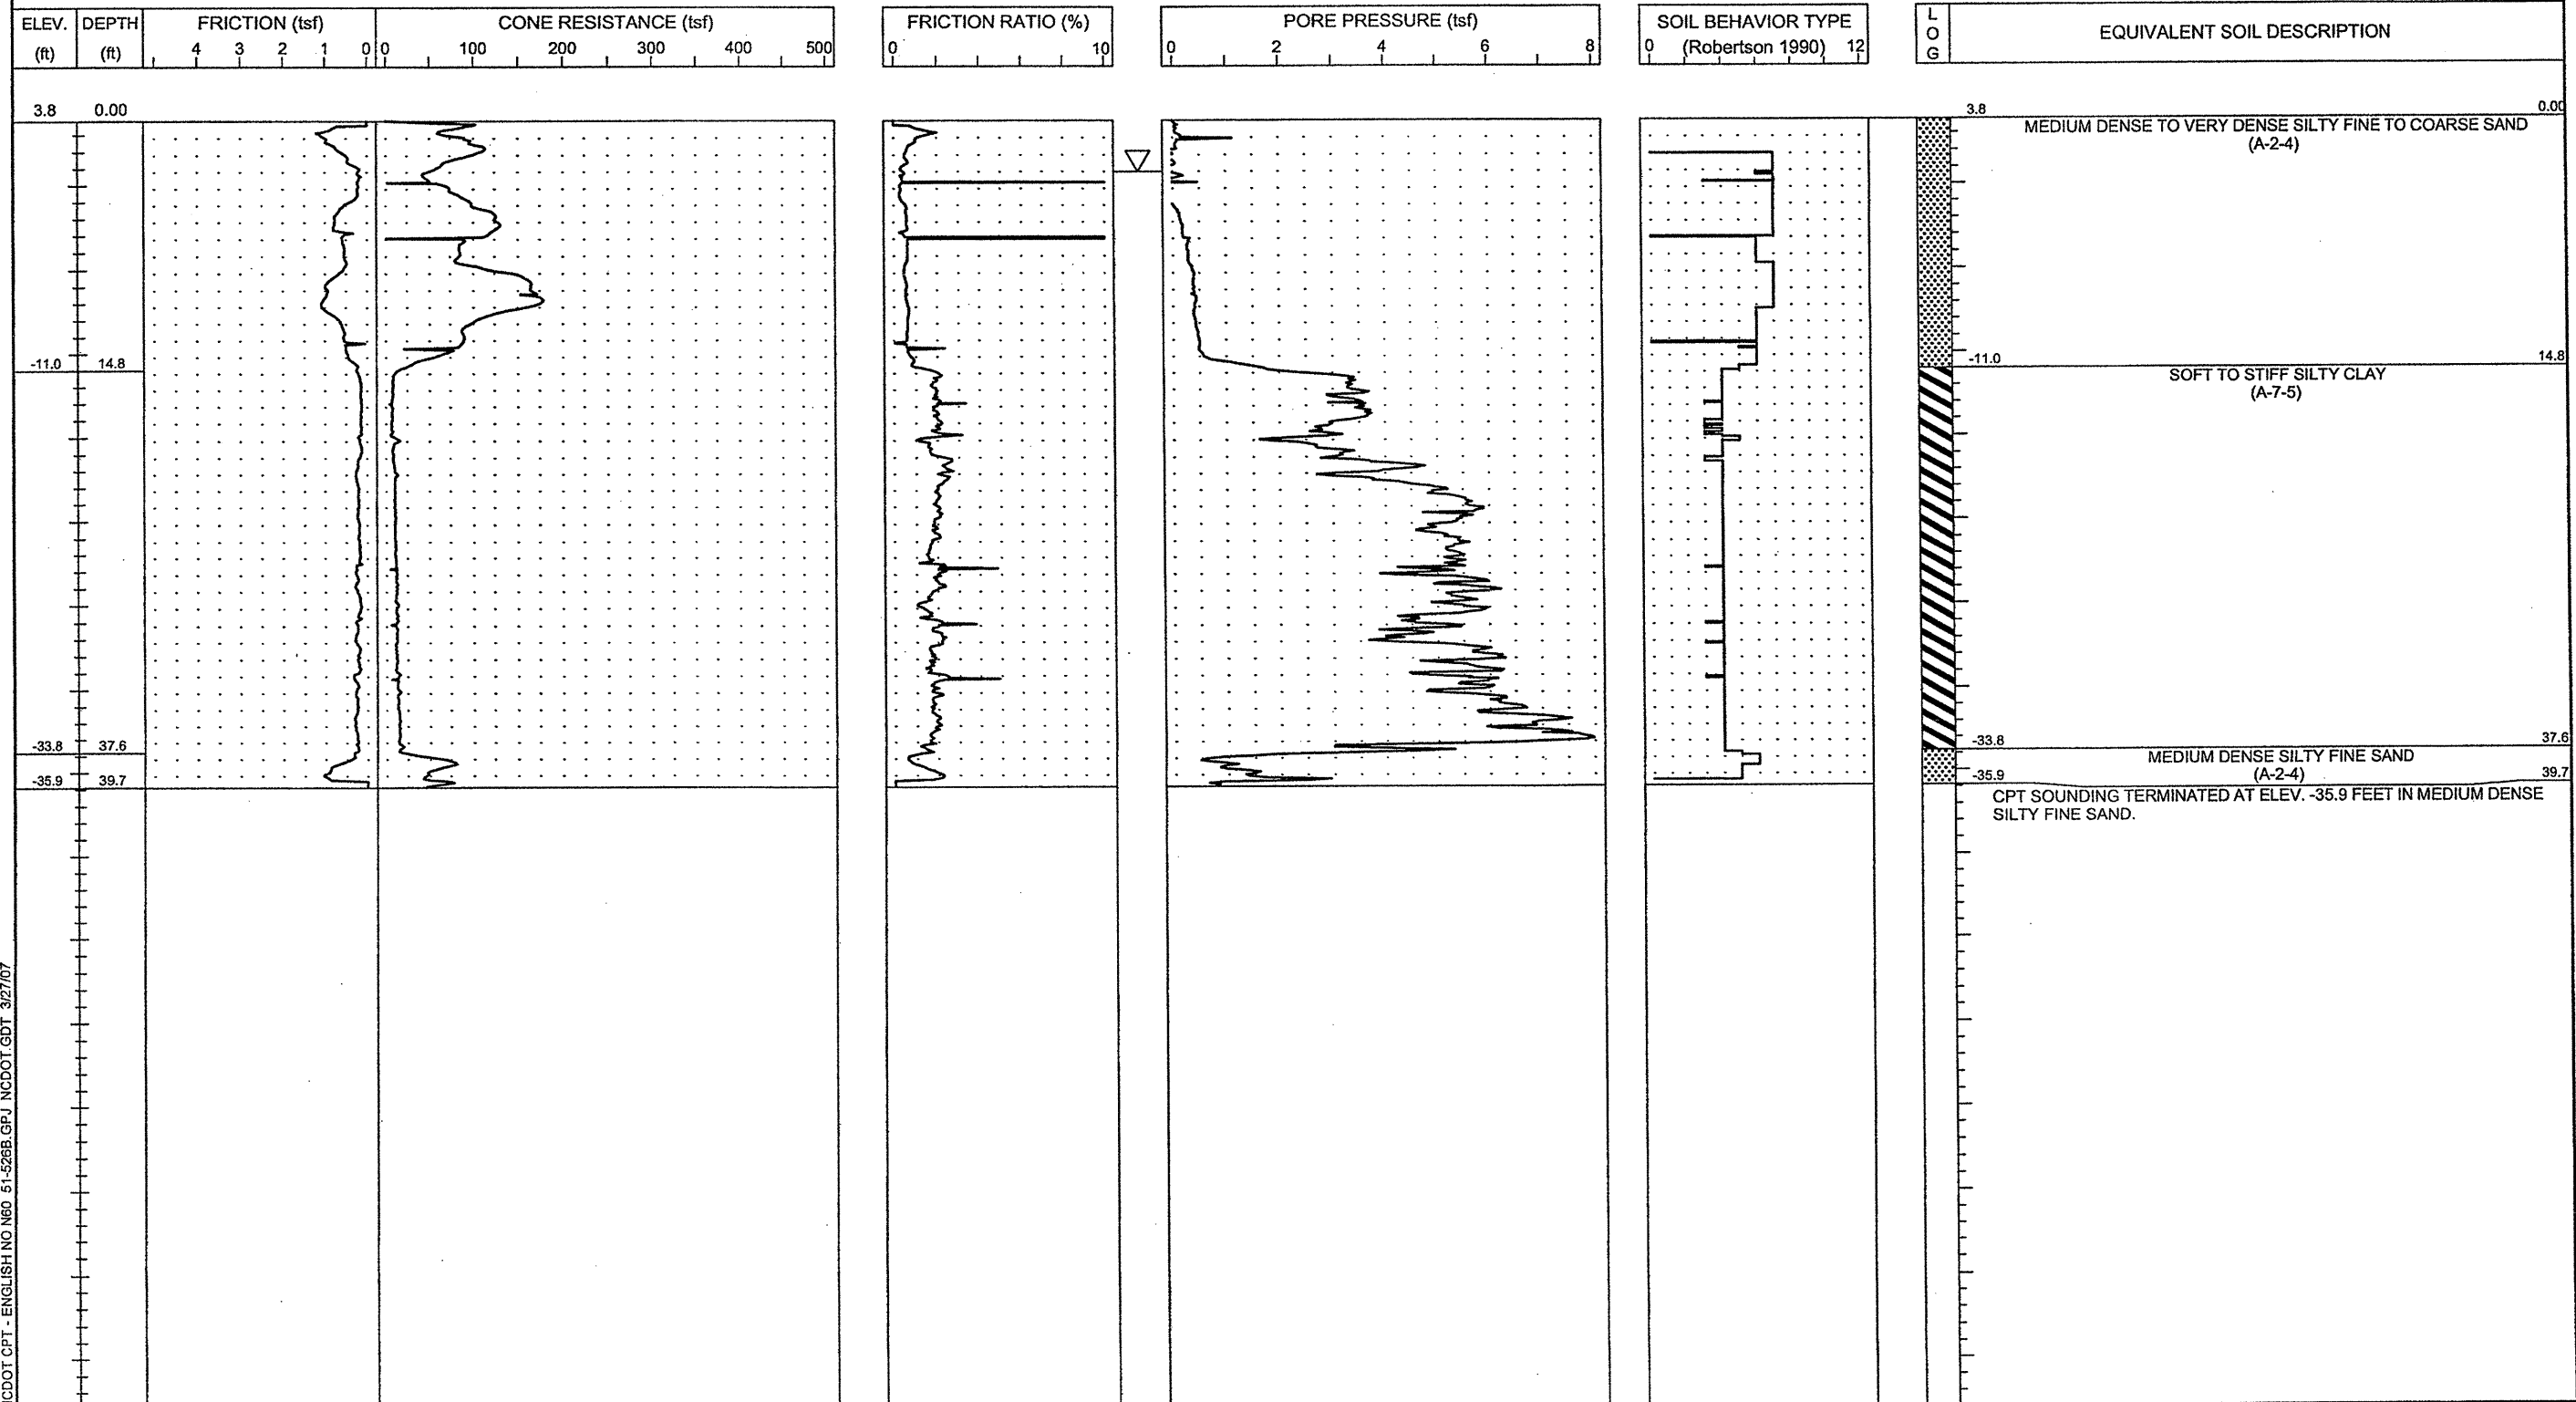 ELEV. DEPTH FRICTION (tsf) CONE RESISTANCE (tsf) FRICTION RATIO (%) PORE PRESSURE (tsf) SOIL BEHAVIOR TYPE LOG EQUIVALENT SOIL DESCRIPTION
(ft) (ft) 4 3 2 1 0 0 100 200 300 400 500 0 10 0 2 4 6 8 0 (Robertson 1990) 12
3.8 0.00 3.8 0.00
MEDIUM DENSE TO VERY DENSE SILTY FINE TO COARSE SAND
(A-2-4)
-11.0 14.8 -11.0 14.8
SOFT TO STIFF SILTY CLAY
(A-7-5)
-33.8 37.6 -33.8 37.6
MEDIUM DENSE SILTY FINE SAND
(A-2-4)
-35.9 39.7 -35.9 39.7
CPT SOUNDING TERMINATED AT ELEV. -35.9 FEET IN MEDIUM DENSE
SILTY FINE SAND.
CDOT CPT - ENGLISH NO N60 51-526B.GPJ NCDOT.GDT 3/27/07